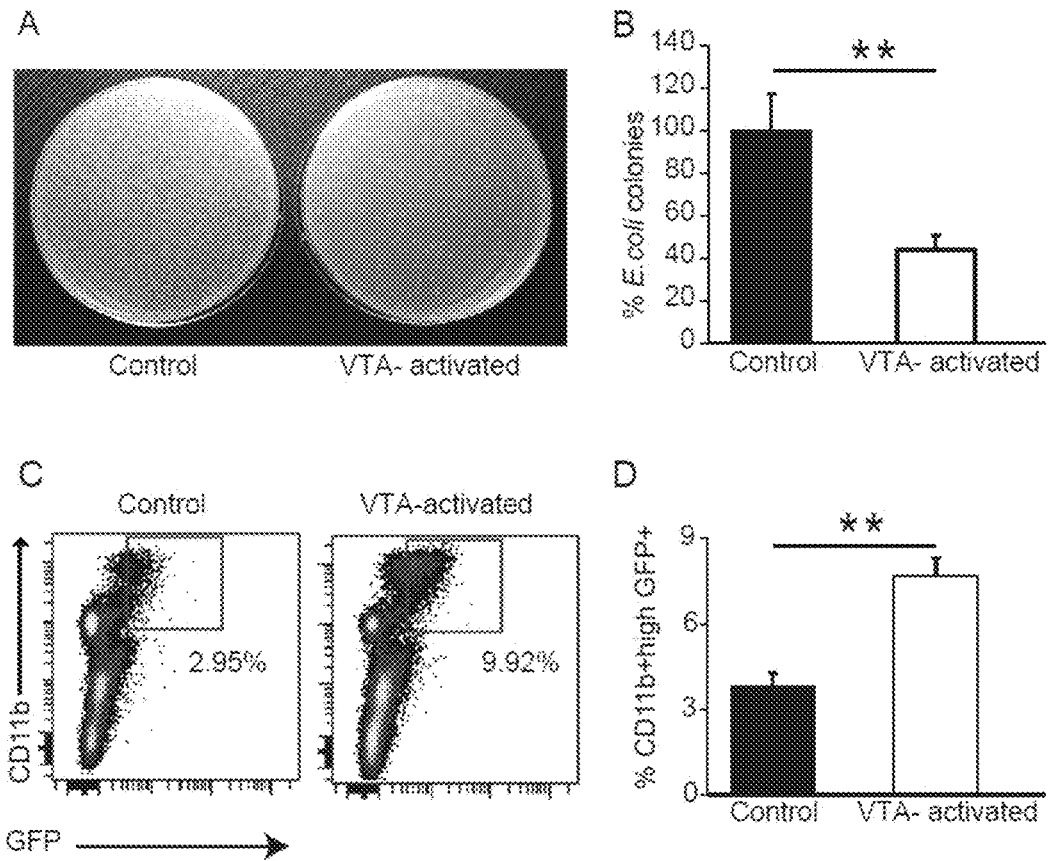 A
Control
VTA- activated
B
% E.coli colonies
140
120
100
80
60
40
20
0
**
Control
VTA- activated
C
Control
VTA-activated
CD11b
2.95%
9.92%
GFP
D
% CD11b+high GFP+
9
6
3
0
**
Control
VTA- activated